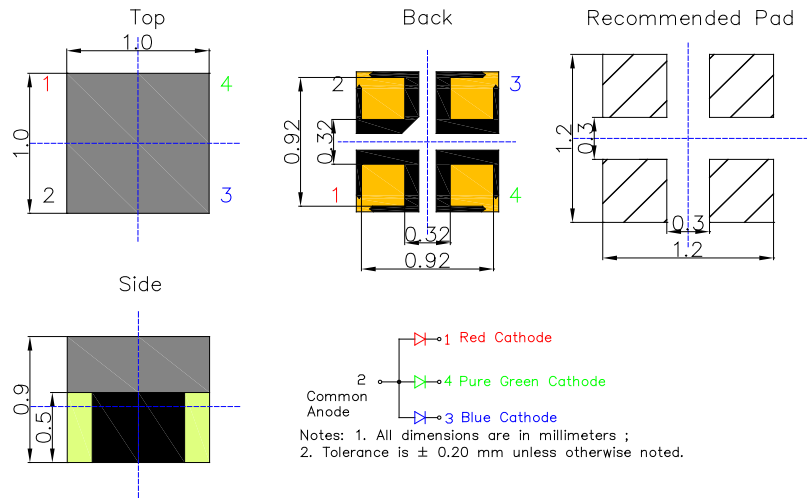 Top
1.0
1
4
1.0
2
3
Back
2
3
0.92
0.32
1
4
0.32
0.92
Recommended Pad
1.2
0.3
0.3
1.2
Side
0.9
0.5
1 Red Cathode
2
4 Pure Green Cathode
Common
Anode
3 Blue Cathode
Notes: 1. All dimensions are in millimeters ;
2. Tolerance is ± 0.20 mm unless otherwise noted.